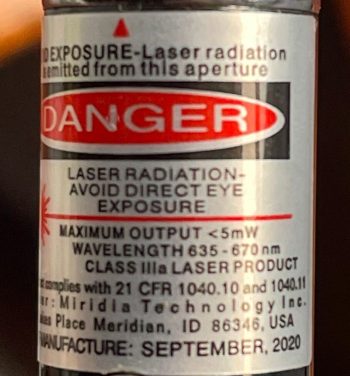 EXPOSURE-Laser radiation
emitted from this aperture
DANGER
LASER RADIATION-
AVOID DIRECT EYE
EXPOSURE
MAXIMUM OUTPUT <5mW
WAVELENGTH 635-670nm
CLASS IIIa LASER PRODUCT
complies with 21 CFR 1040.10 and 1040.11
er: Miridia Technology Inc.
Place Meridian, ID 86346, USA
MANUFACTURE: SEPTEMBER, 2020